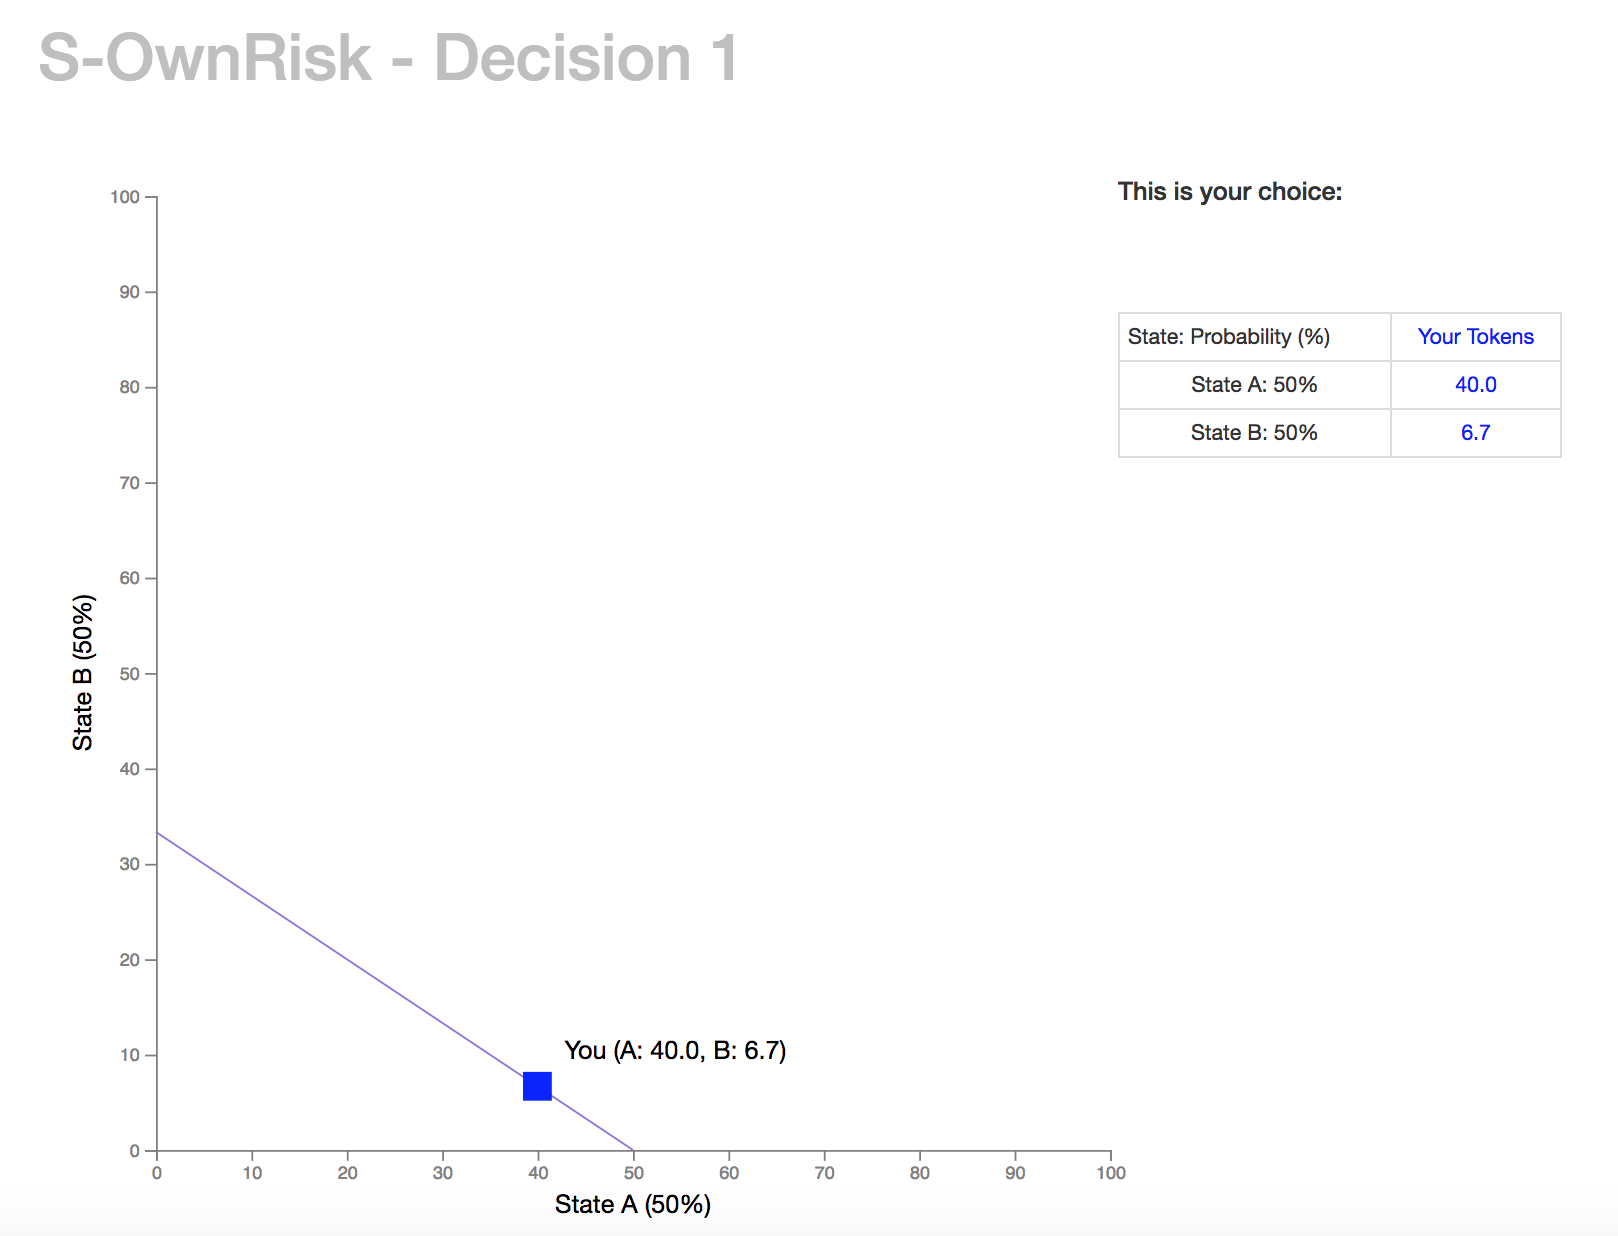 S-OwnRisk - Decision 1
This is your choice:
State: Probability (%) Your Tokens
State A: 50% 40.0
State B: 50% 6.7
100
90
80
70
60
50
40
30
20
10
0
State B (50%)
You (A: 40.0, B: 6.7)
0 10 20 30 40 50 60 70 80 90 100
State A (50%)